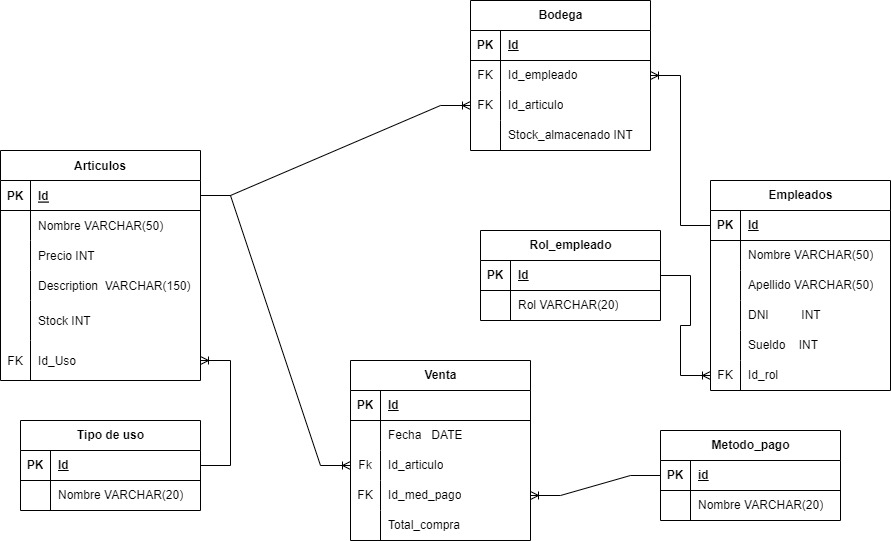 Bodega
PK Id
FK Id_empleado
FK Id_articulo
Stock_almacenado INT
Articulos
PK Id
Nombre VARCHAR(50)
Precio INT
Description VARCHAR(150)
Stock INT
FK Id_Uso
Empleados
PK Id
Nombre VARCHAR(50)
Apellido VARCHAR(50)
DNI INT
Sueldo INT
FK Id_rol
Rol_empleado
PK Id
Rol VARCHAR(20)
Venta
PK Id
Fecha DATE
Fk Id_articulo
FK Id_med_pago
Total_compra
Tipo de uso
PK Id
Nombre VARCHAR(20)
Metodo_pago
PK id
Nombre VARCHAR(20)